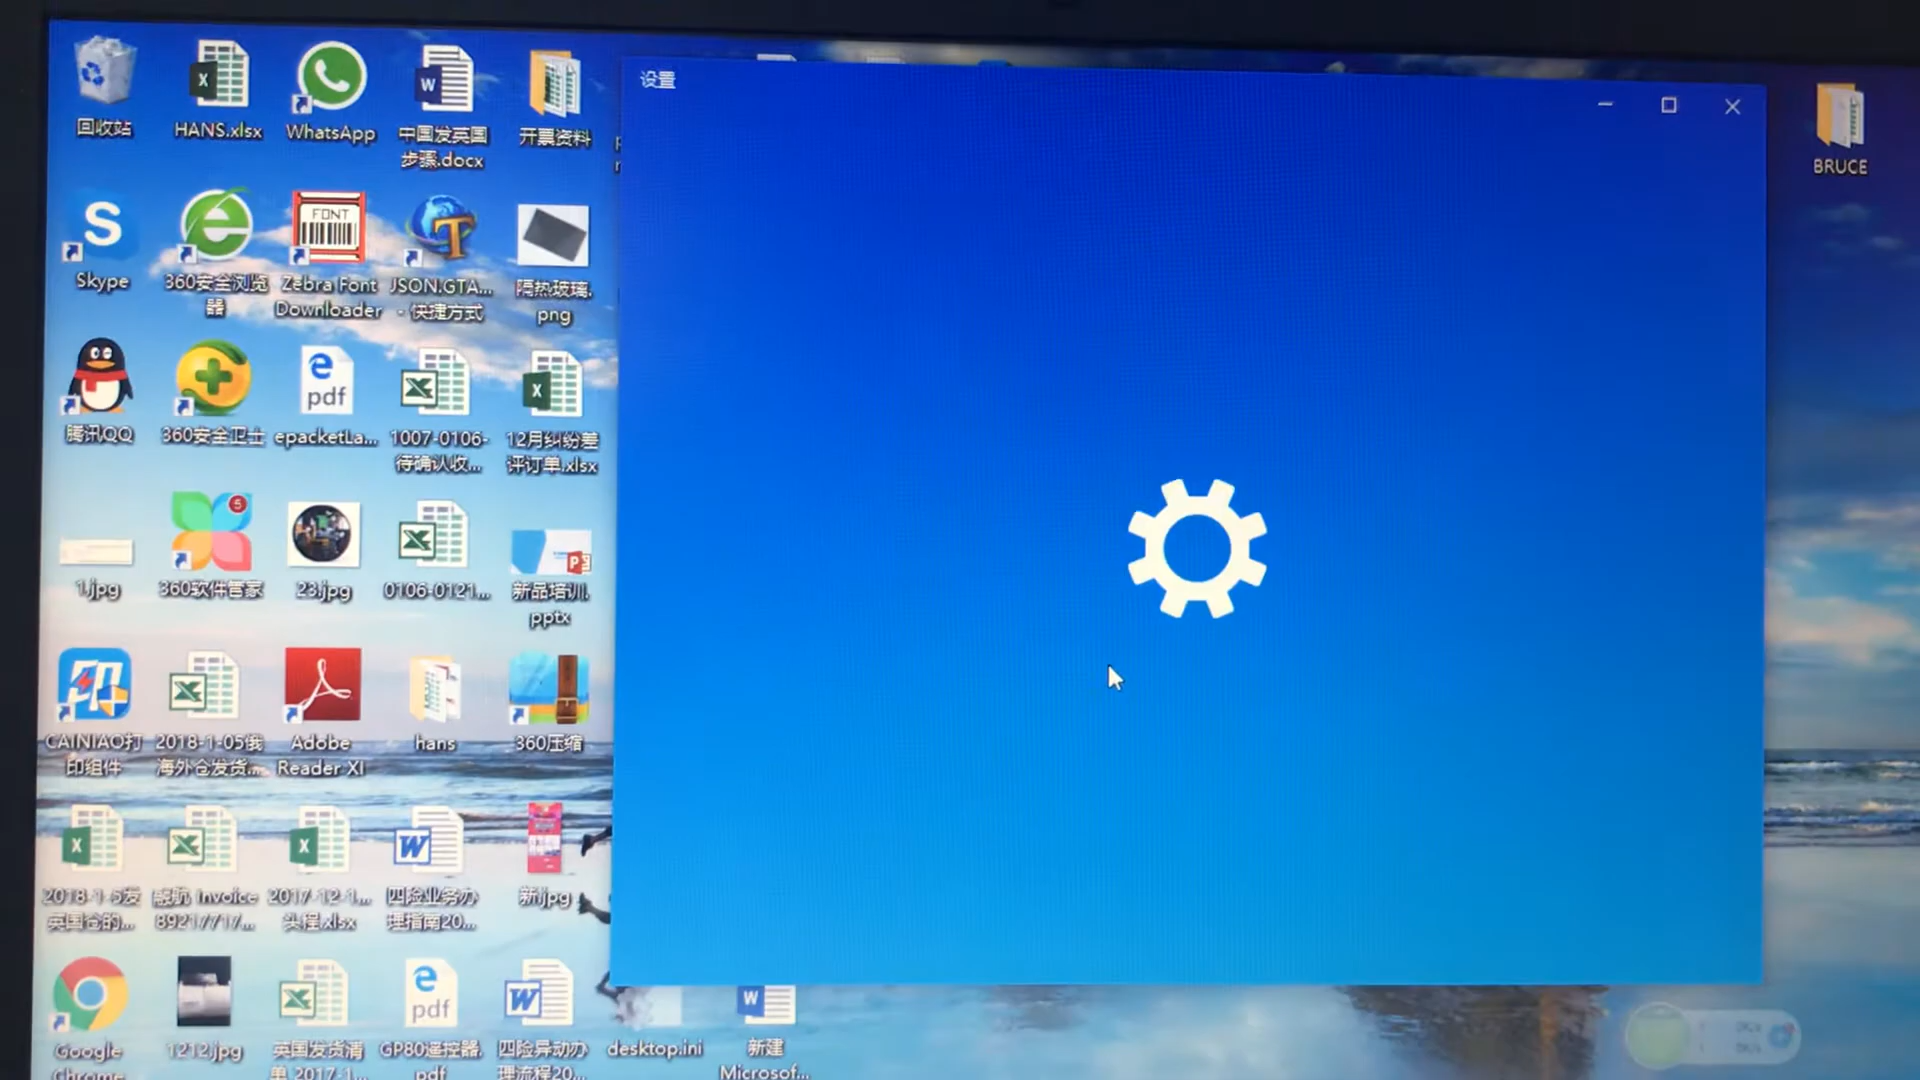 设置
回收站
HANS.xlsx
WhatsApp
中国发英国
步骤.docx
开票资料
BRUCE
S
Skype
360安全浏览
器
FONT
Zebra Font
Downloader
T
JSON.GTA...
- 快捷方式
隔热玻璃.
png
腾讯QQ
360安全卫士
pdf
epacketLa...
1007-0106-
待确认收...
12月纠纷差
评订单.xlsx
1.jpg
5
360软件管家
23.jpg
0106-0121...
新品培训.
pptx
印
CAINIAO打
印组件
2018-1-05俄
海外仓发货...
Adobe
Reader XI
hans
360压缩
2018-1-5发
英国仓的...
Invoice
2017-12-1...
头程.xlsx
四险业务办
理指南20...
新.jpg
Google
Chrome
1212.jpg
英国发货清
单 2017-1...
pdf
GP80遥控器.
pdf
四险异动办
理流程20...
desktop.ini
新建
Microsof...